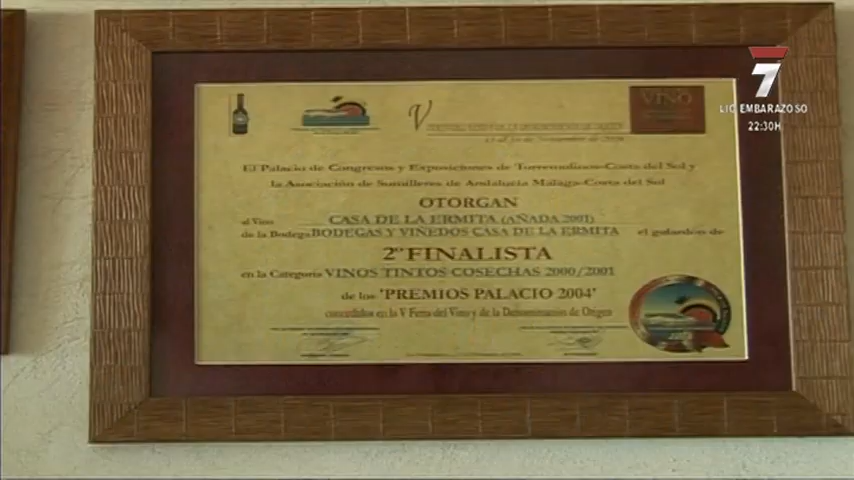 7
LIO EMBARAZOSO
22:30H
VINO
V
El Palacio de Congresos y Exposiciones de Torremolinos-Costa del Sol y
la Asociación de Sumilleres de Andalucia Málaga-Costa del Sol
OTORGAN
al Vino CASA DE LA ERMITA (AÑADA 2001)
de la Bodega BODEGAS Y VIÑEDOS CASA DE LA ERMITA el galardón de
2º FINALISTA
en la Categoría VINOS TINTOS COSECHAS 2000/2001
de los 'PREMIOS PALACIO 2004'
concedidos en la V Feria del Vino y de la Denominación de Origen